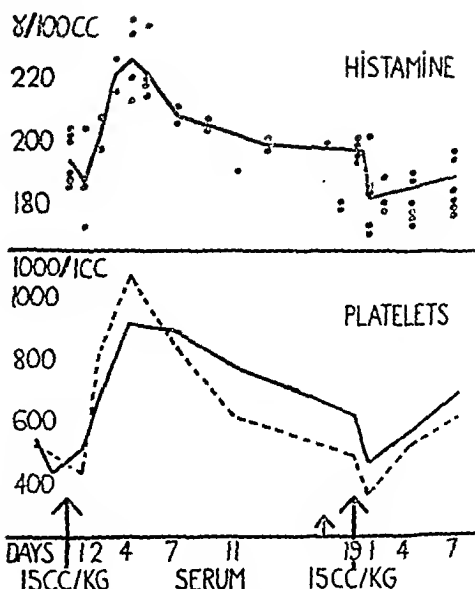 ɣ/100CC
HISTAMINE
220
200
180
1000/1CC
1000
PLATELETS
800
600
400
DAYS 1 2 4 7 11 19 1 4 7
15CC/KG SERUM 15CC/KG